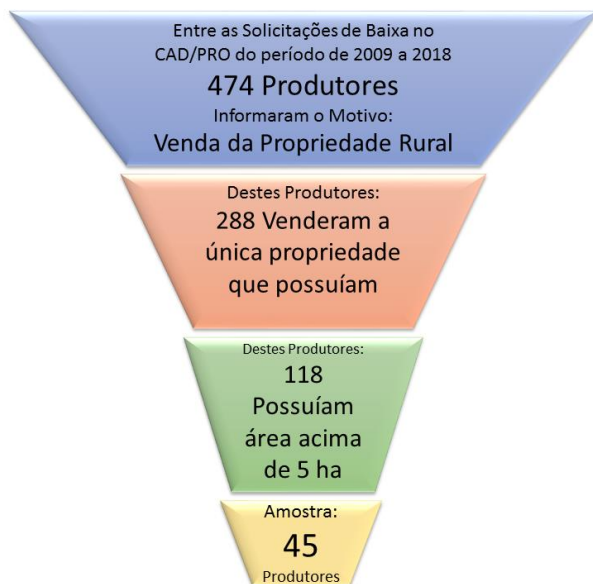 Entre as Solicitações de Baixa no
CAD/PRO do período de 2009 a 2018
474 Produtores
Informaram o Motivo:
Venda da Propriedade Rural
Destes Produtores:
288 Venderam a
única propriedade
que possuíam
Destes Produtores:
118
Possuíam
área acima
de 5 ha
Amostra:
45
Produtores